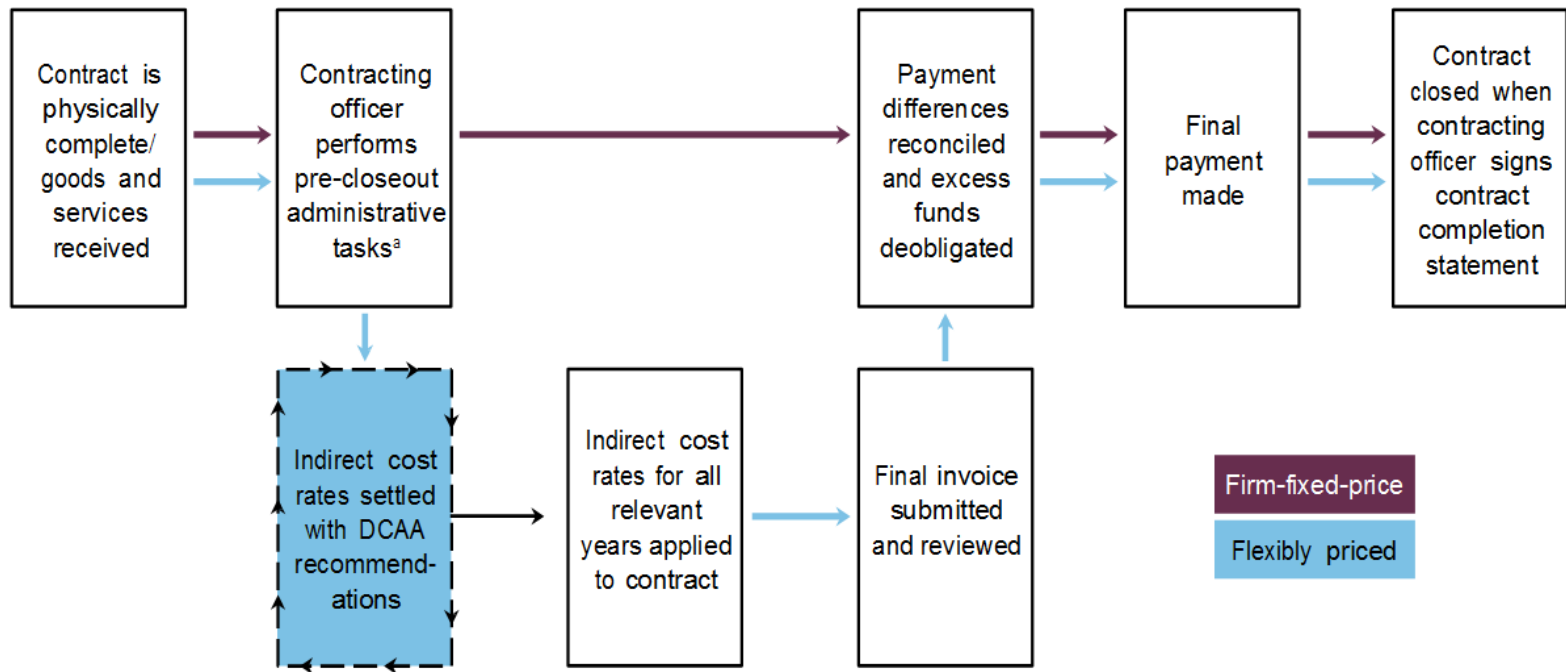 Contract is
physically
complete/
goods and
services
received
Contracting
officer
performs
pre-closeout
administrative
tasksª
Payment
differences
reconciled
and excess
funds
deobligated
Final
payment
made
Contract
closed when
contracting
officer signs
contract
completion
statement
Indirect cost
rates settled
with DCAA
recommend-
ations
Indirect cost
rates for all
relevant
years applied
to contract
Final invoice
submitted
and reviewed
Firm-fixed-price
Flexibly priced